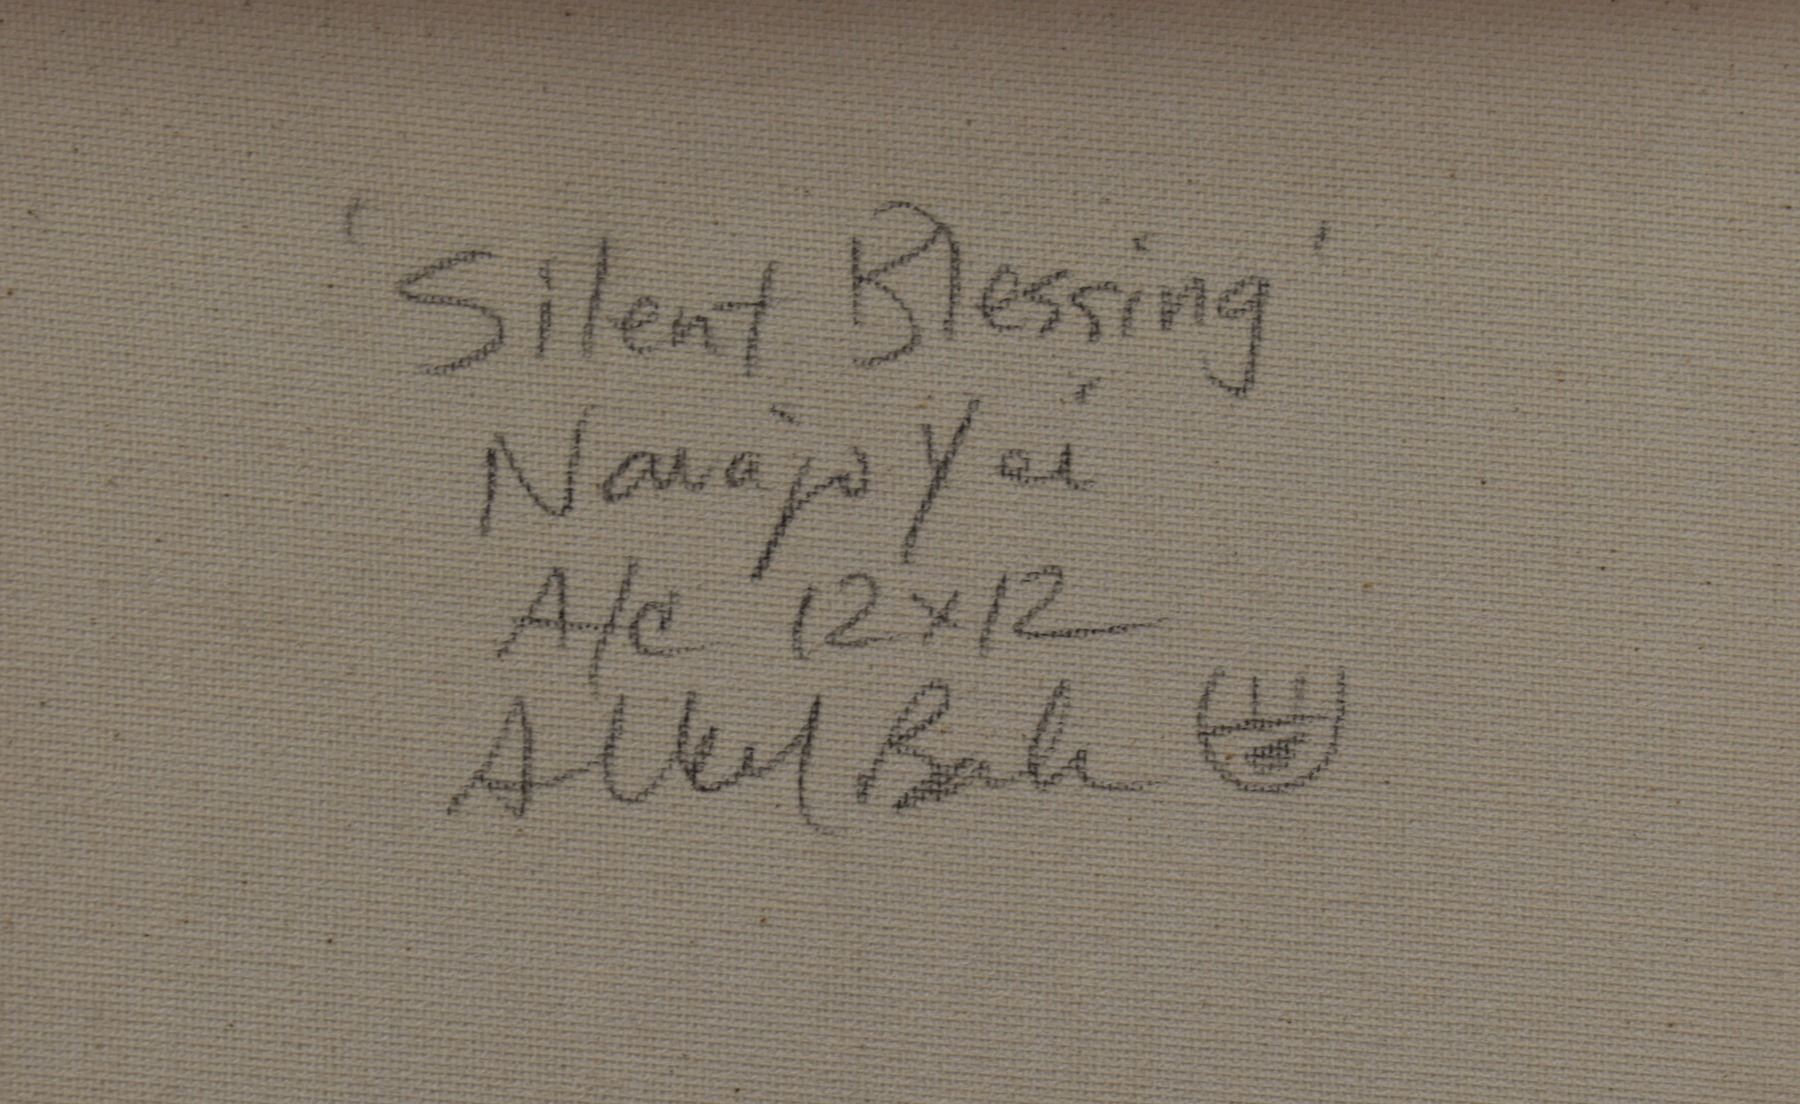 'Silent Blessing'
Navajo Yei
A/C 12x12